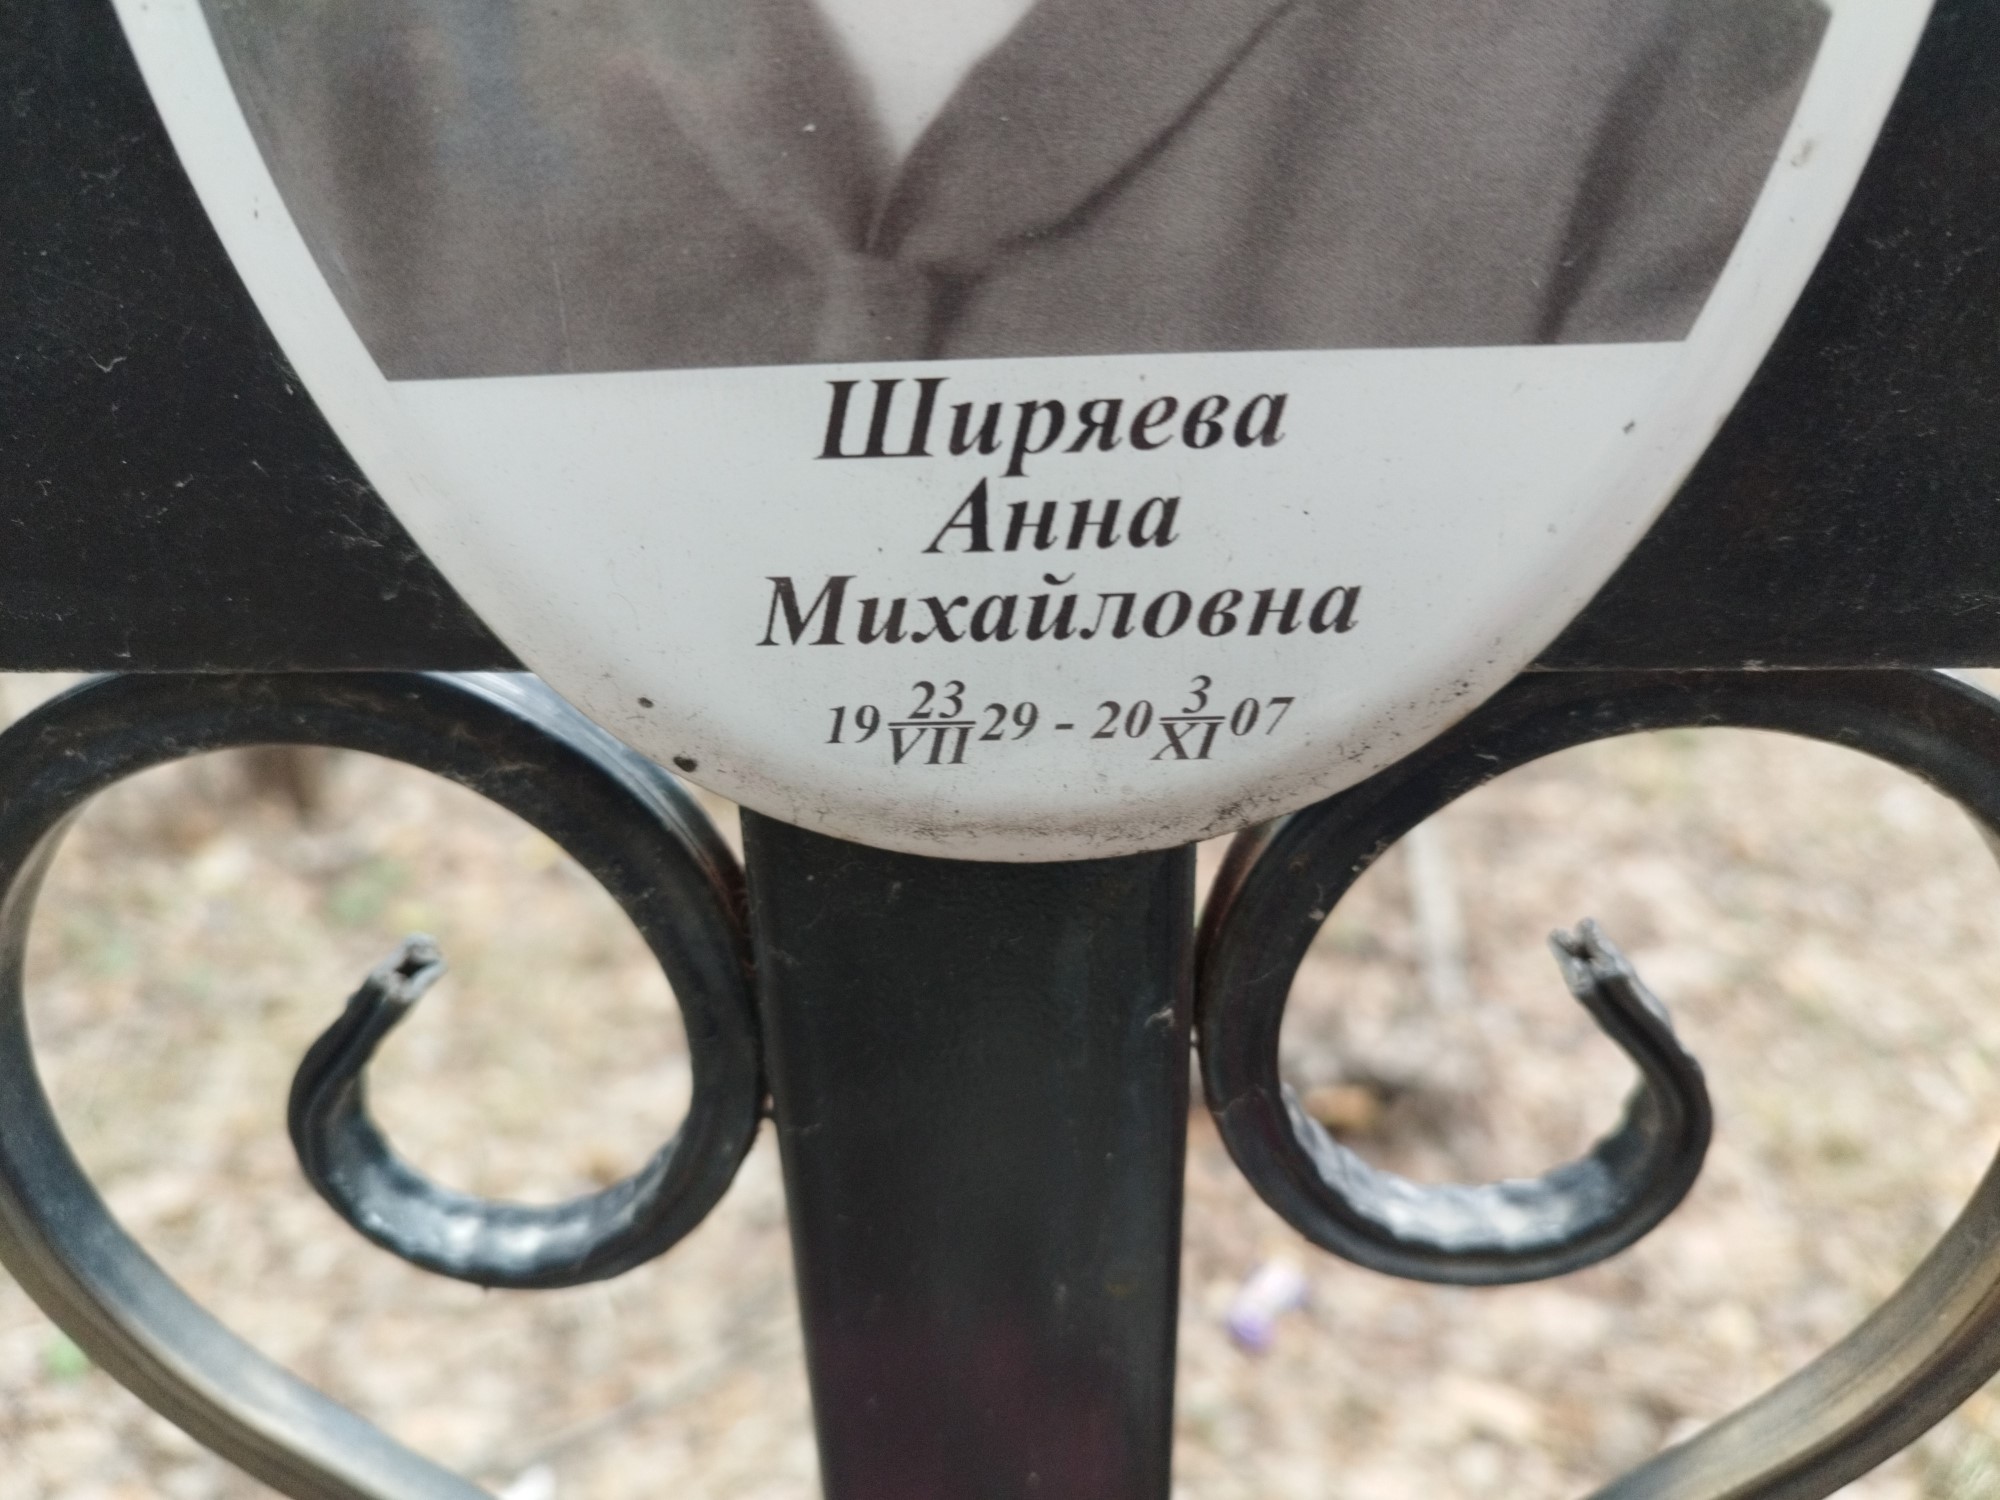 Ширяева
Анна
Михайловна
19 23/VII 29 - 20 3/XI 07